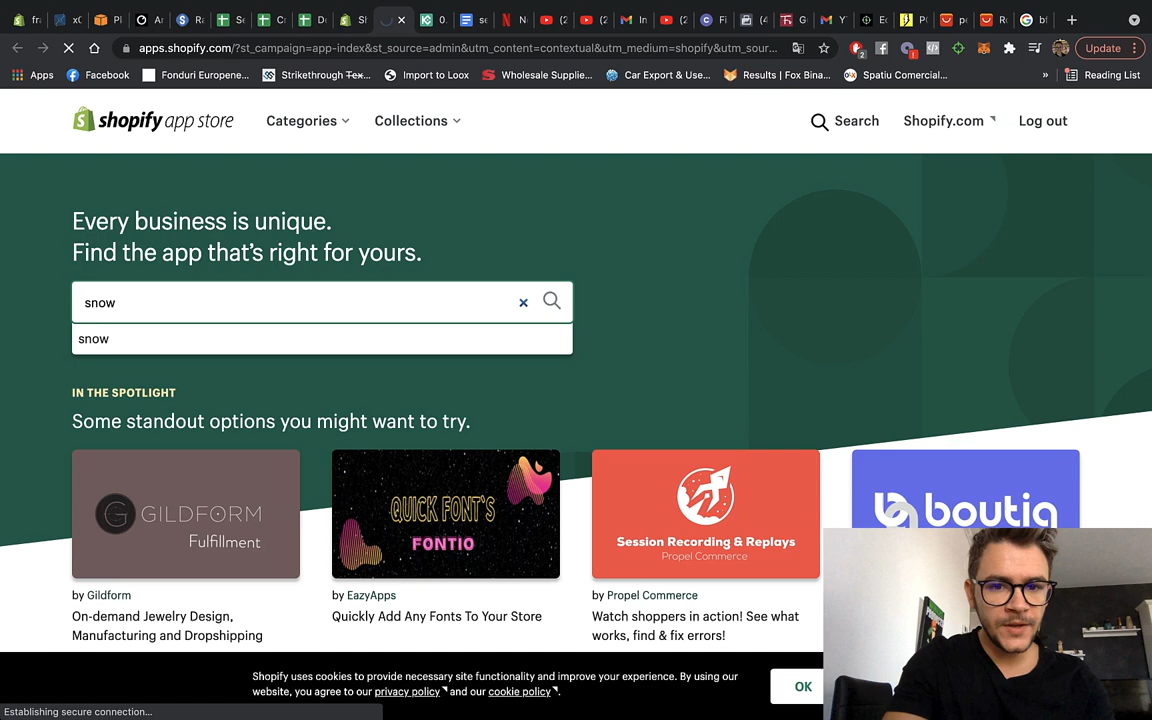 apps.shopify.com/?st_campaign=app-index&st_source=admin&utm_content=contextual&utm_medium=shopify&utm_sour...
Update
Apps
Facebook
Fonduri Europene...
Strikethrough Tex...
Import to Loox
Wholesale Supplie...
Car Export & Use...
Results | Fox Bina...
Spatiu Comercial...
»
Reading List
shopify app store
Categories
Collections
Search
Shopify.com
Log out
Every business is unique.
Find the app that's right for yours.
snow
snow
IN THE SPOTLIGHT
Some standout options you might want to try.
GILDFORM
Fulfillment
QUICK FONT'S
FONTIO
Session Recording & Replays
Propel Commerce
boutiq
by Gildform
On-demand Jewelry Design,
Manufacturing and Dropshipping
by EazyApps
Quickly Add Any Fonts To Your Store
by Propel Commerce
Watch shoppers in action! See what
works, find & fix errors!
Shopify uses cookies to provide necessary site functionality and improve your experience. By using our
website, you agree to our privacy policy and our cookie policy.
OK
Establishing secure connection...